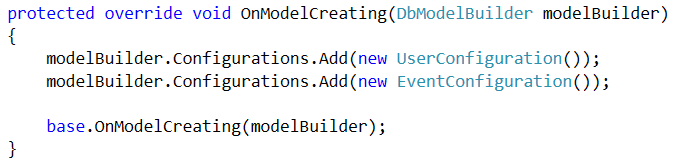 protected override void OnModelCreating(DbModelBuilder modelBuilder)
{
    modelBuilder.Configurations.Add(new UserConfiguration());
    modelBuilder.Configurations.Add(new EventConfiguration());

    base.OnModelCreating(modelBuilder);
}